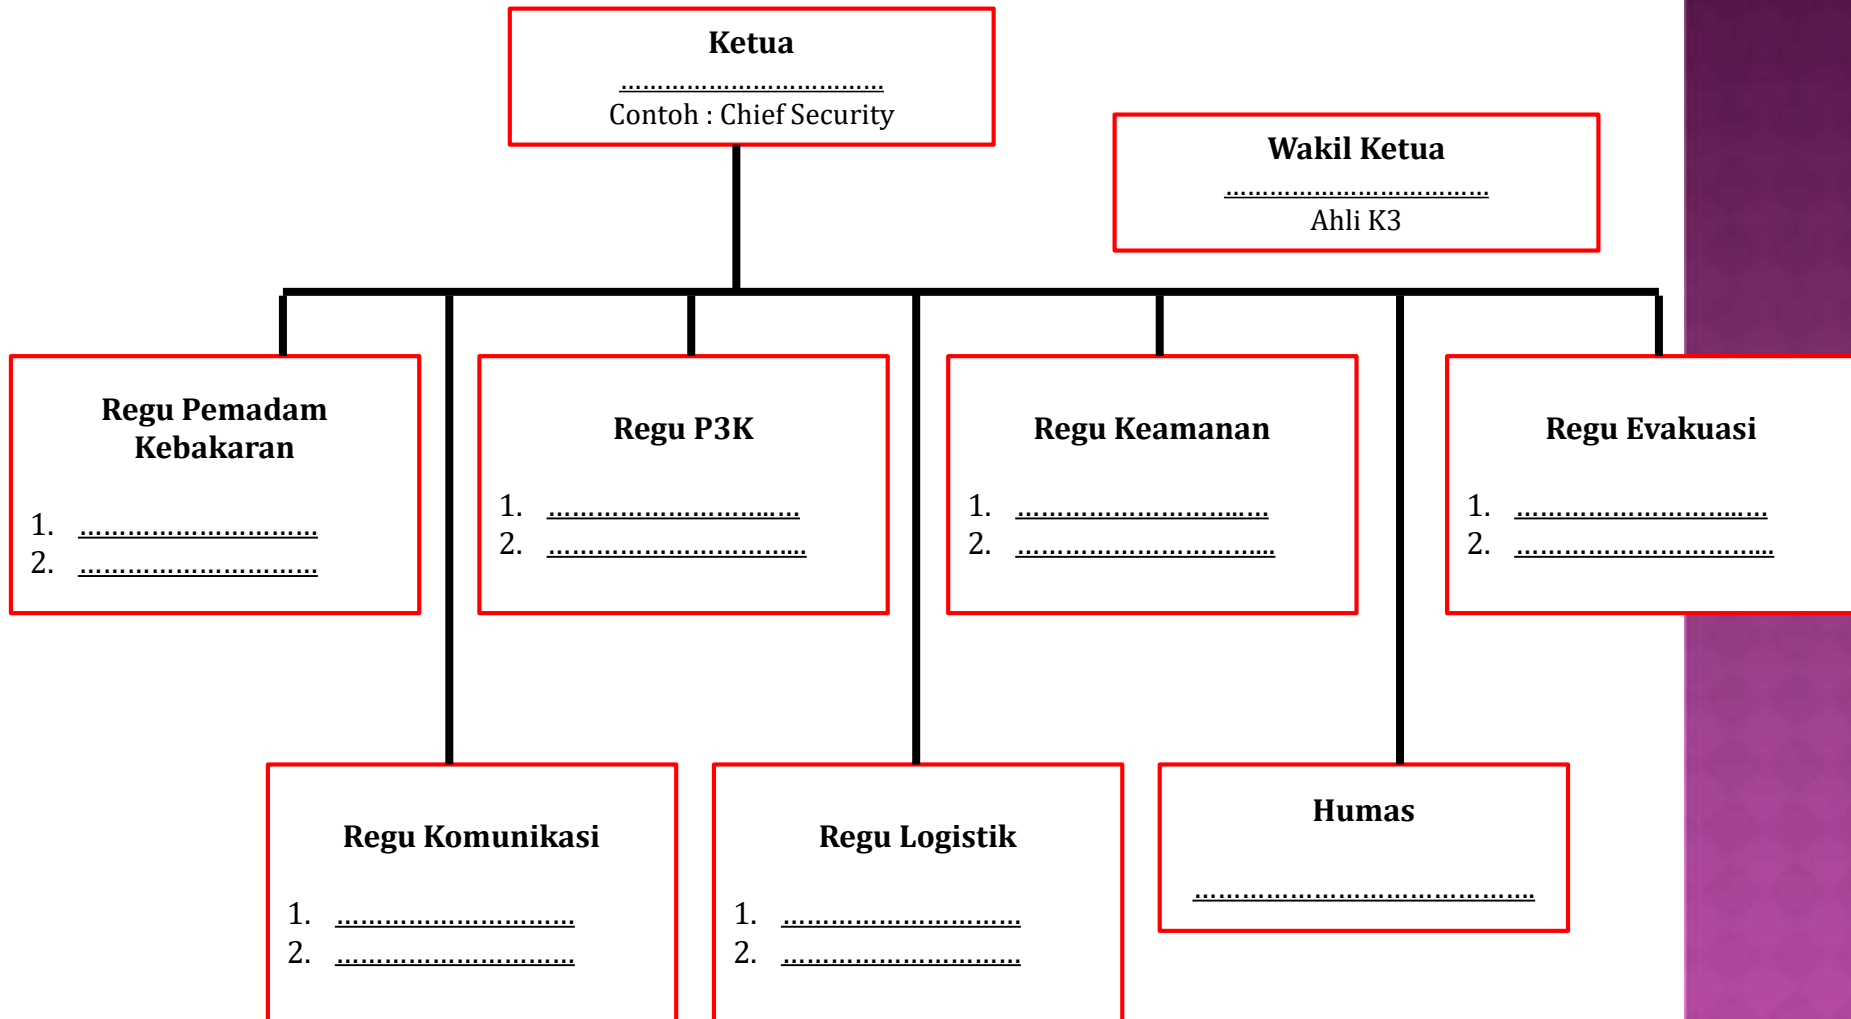 Ketua
....................................
Contoh : Chief Security
Wakil Ketua
....................................
Ahli K3
Regu Pemadam
Kebakaran
1. ..............................
2. ..............................
Regu P3K
1. ..............................
2. ..............................
Regu Keamanan
1. ..............................
2. ..............................
Regu Evakuasi
1. ..............................
2. ..............................
Regu Komunikasi
1. ..............................
2. ..............................
Regu Logistik
1. ..............................
2. ..............................
Humas
..........................................